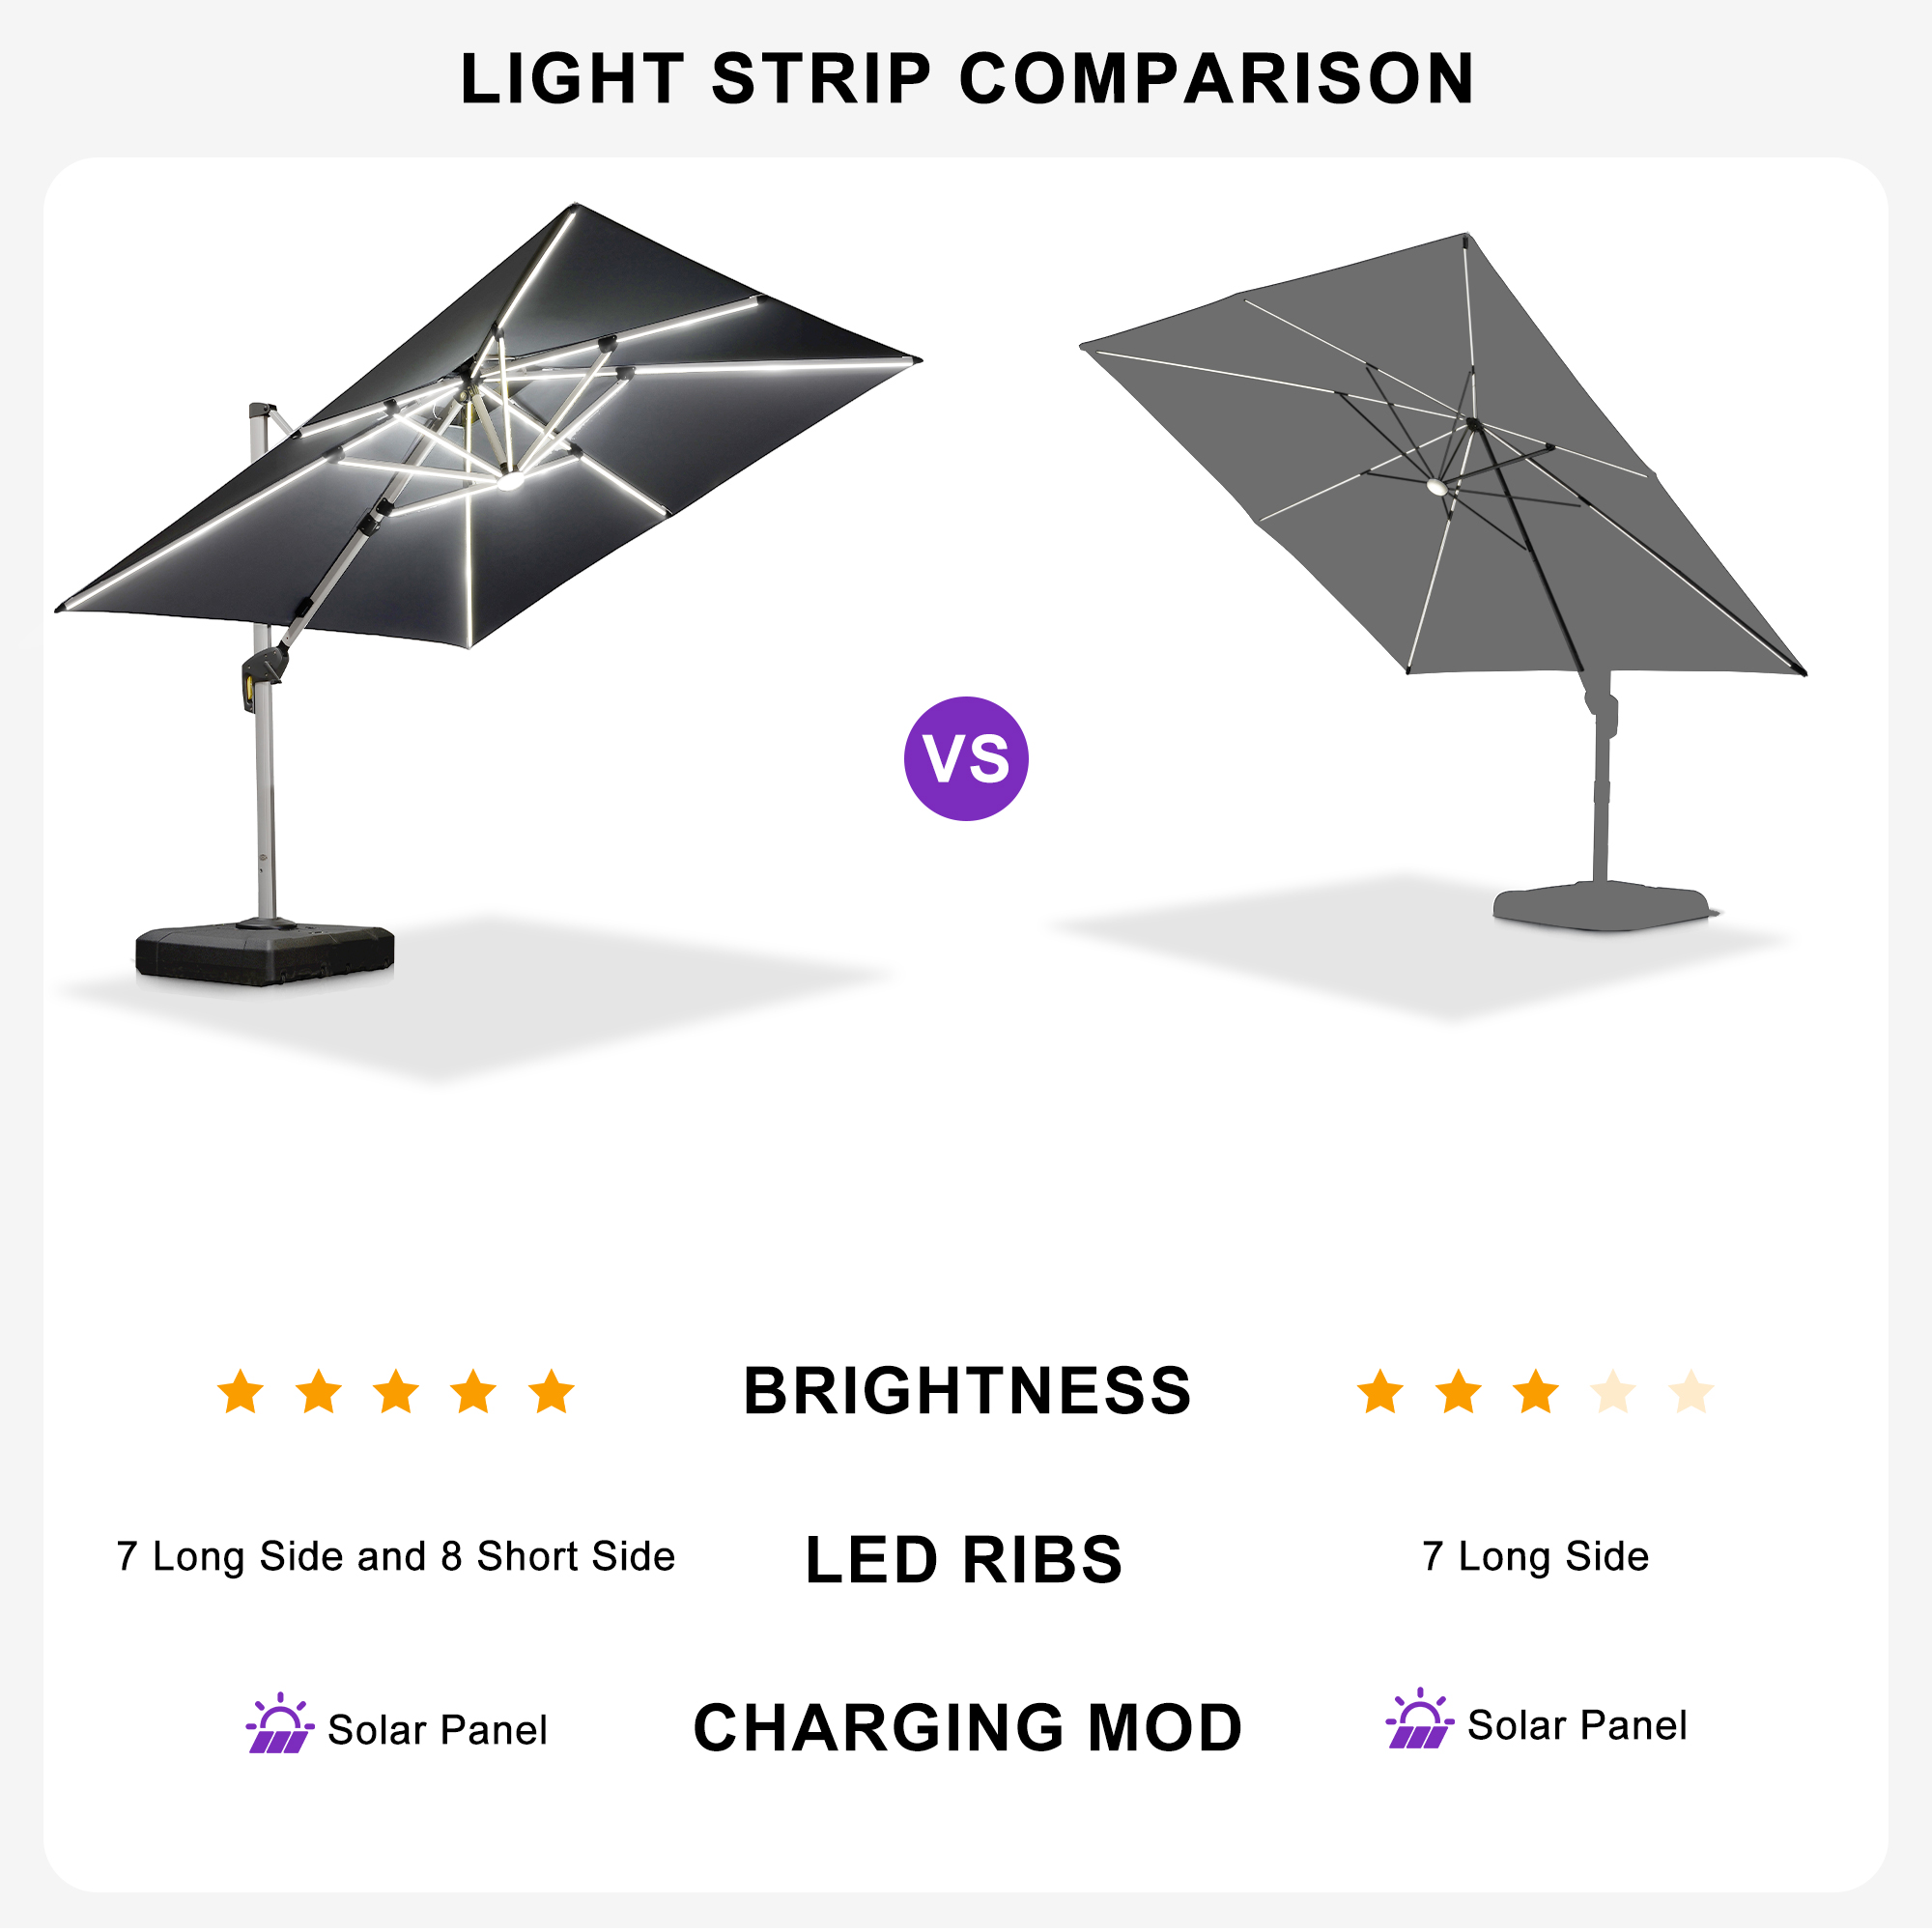 LIGHT STRIP COMPARISON
VS
BRIGHTNESS
7 Long Side and 8 Short Side
LED RIBS
7 Long Side
Solar Panel
CHARGING MOD
Solar Panel